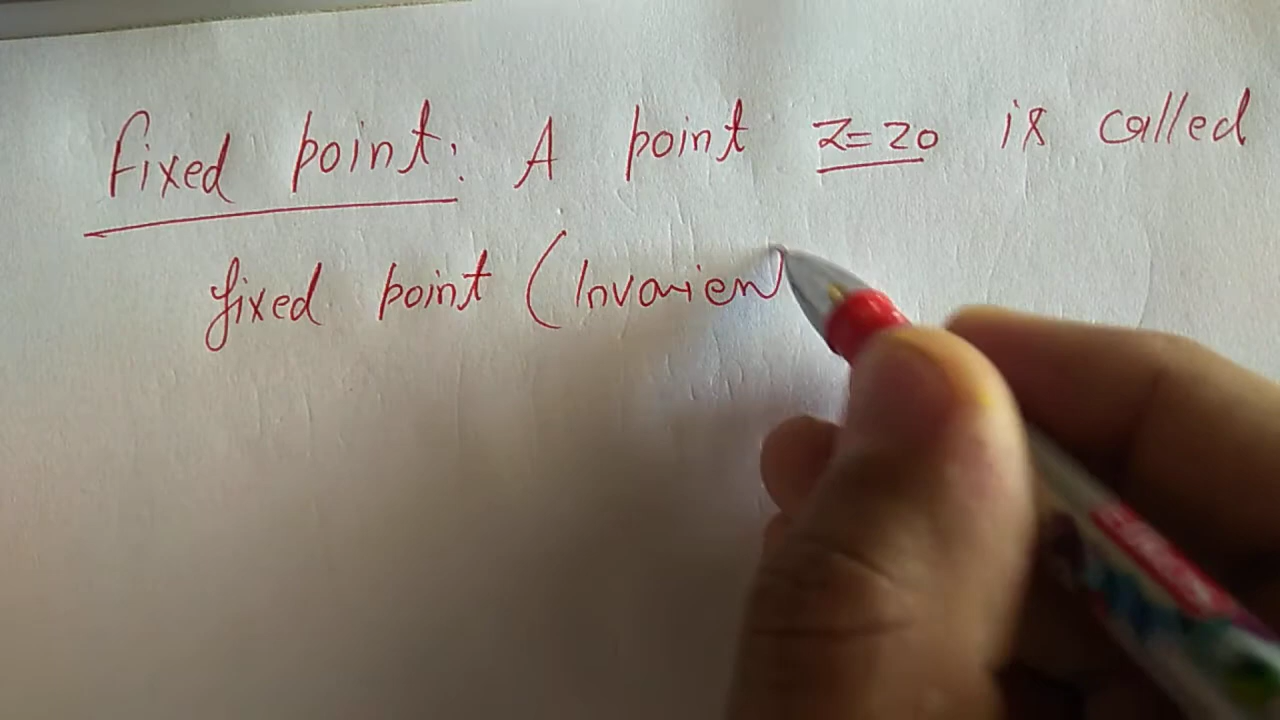 fixed point: A point z=z0 is called
fixed point (Invarien